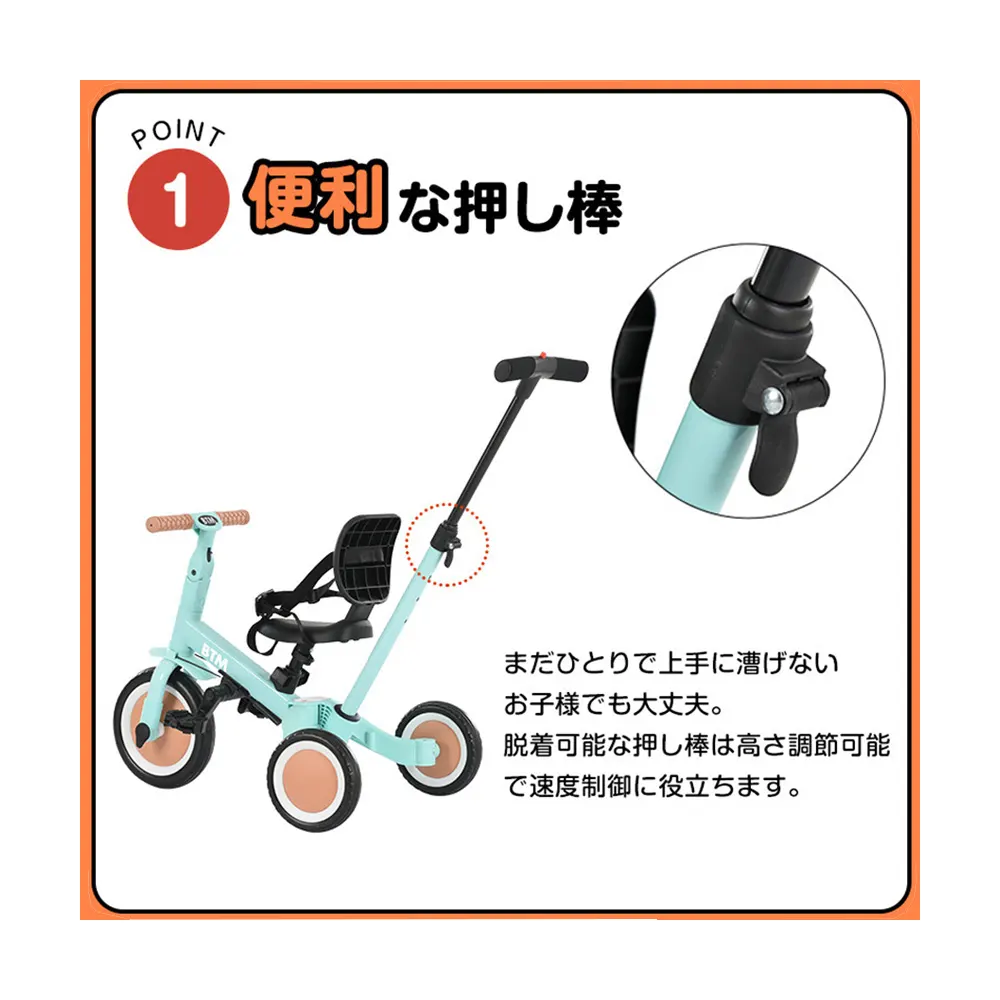 POINT
1
便利な押し棒
BTM
BTM
まだひとりで上手に漕げない
お子様でも大丈夫。
脱着可能な押し棒は高さ調節可能
で速度制御に役立ちます。